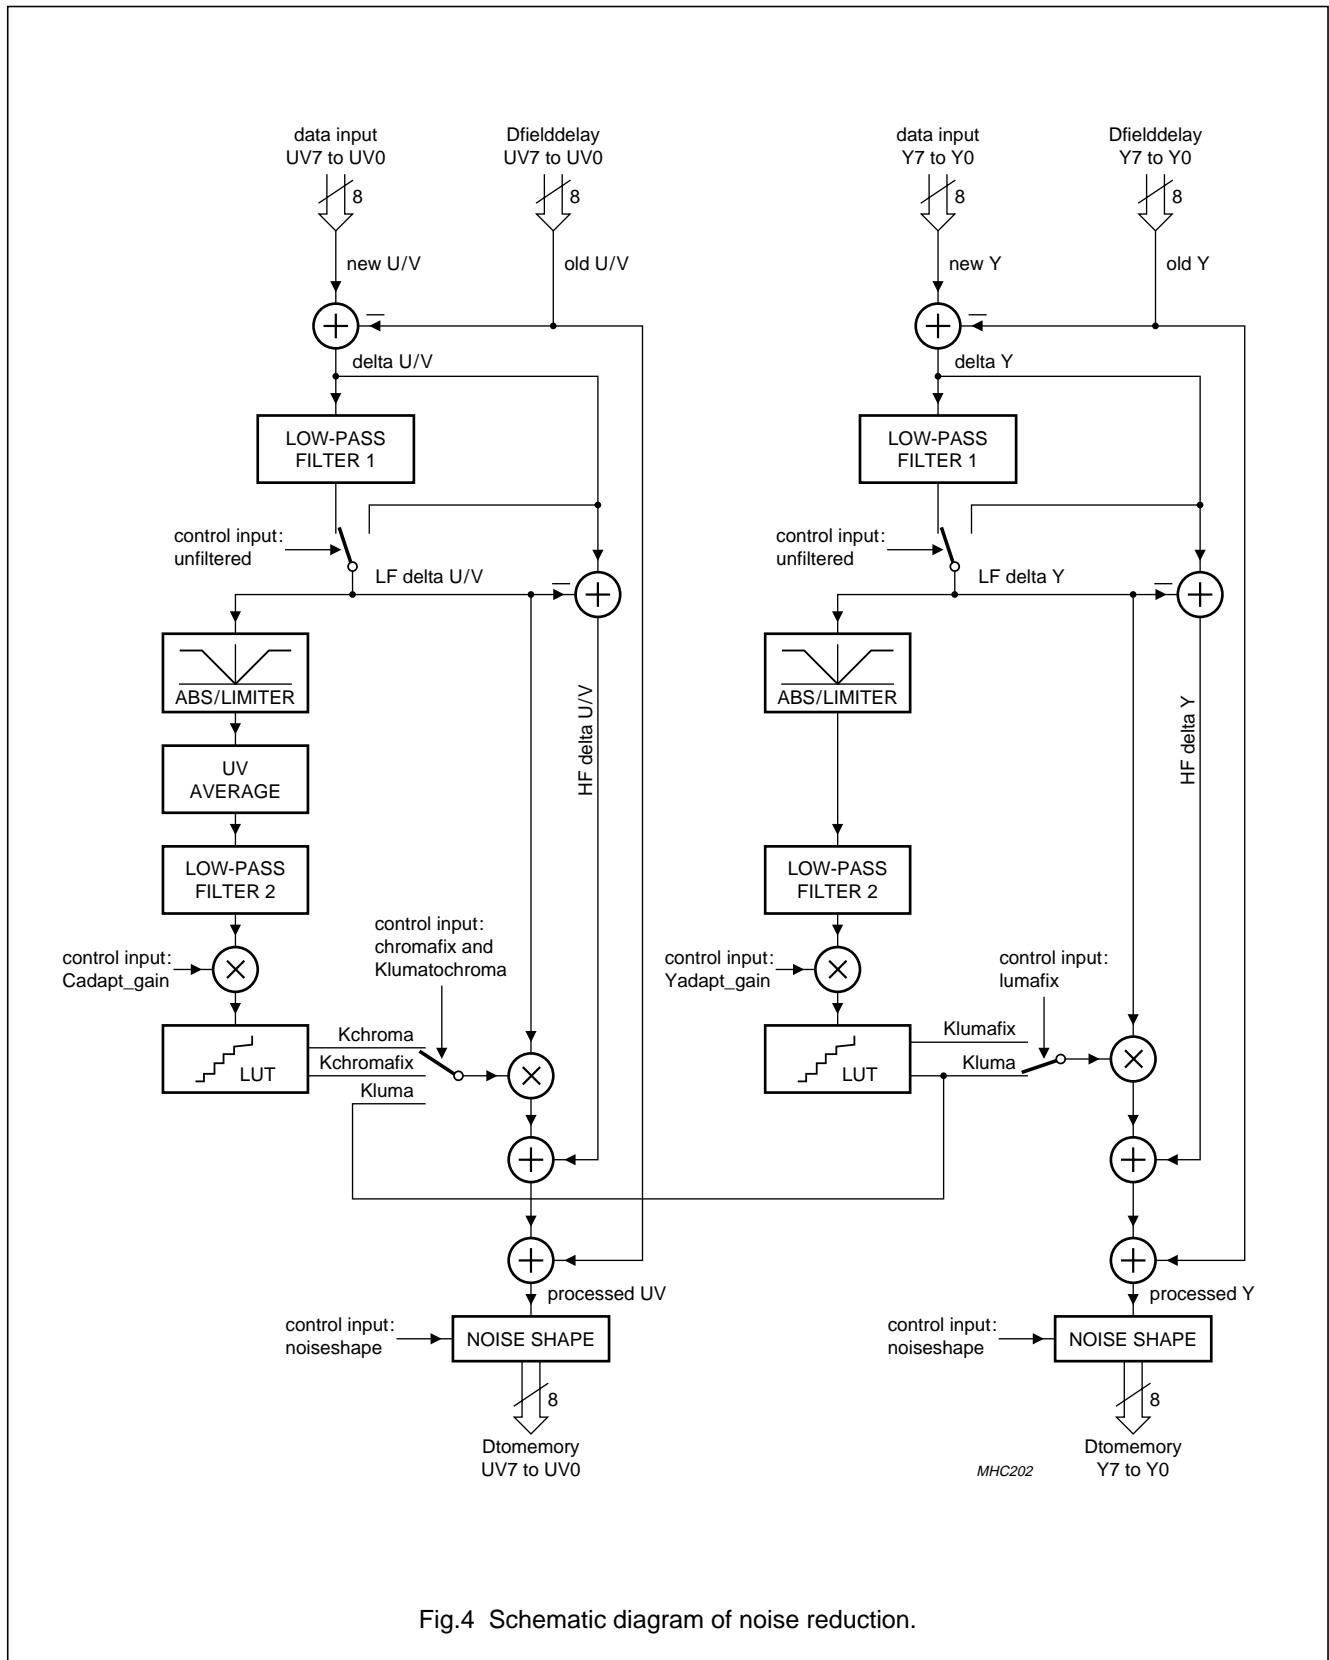 data input
UV7 to UV0
Dfielddelay
UV7 to UV0
data input
Y7 to Y0
Dfielddelay
Y7 to Y0
8
8
8
8
new U/V
old U/V
new Y
old Y
+
+
delta U/V
delta Y
LOW-PASS
FILTER 1
LOW-PASS
FILTER 1
control input:
unfiltered
control input:
unfiltered
LF delta U/V
LF delta Y
+
+
ABS/LIMITER
ABS/LIMITER
HF delta U/V
HF delta Y
UV
AVERAGE
LOW-PASS
FILTER 2
LOW-PASS
FILTER 2
control input:
chromafix and
Klumatochroma
control input:
Cadapt_gain
control input:
Yadapt_gain
control input:
lumafix
×
×
LUT
Kchroma
Kchromafix
Kluma
×
LUT
Klumafix
Kluma
×
+
+
+
+
processed UV
processed Y
control input:
noiseshape
NOISE SHAPE
control input:
noiseshape
NOISE SHAPE
8
8
Dtomemory
UV7 to UV0
Dtomemory
Y7 to Y0
MHC202
Fig.4 Schematic diagram of noise reduction.